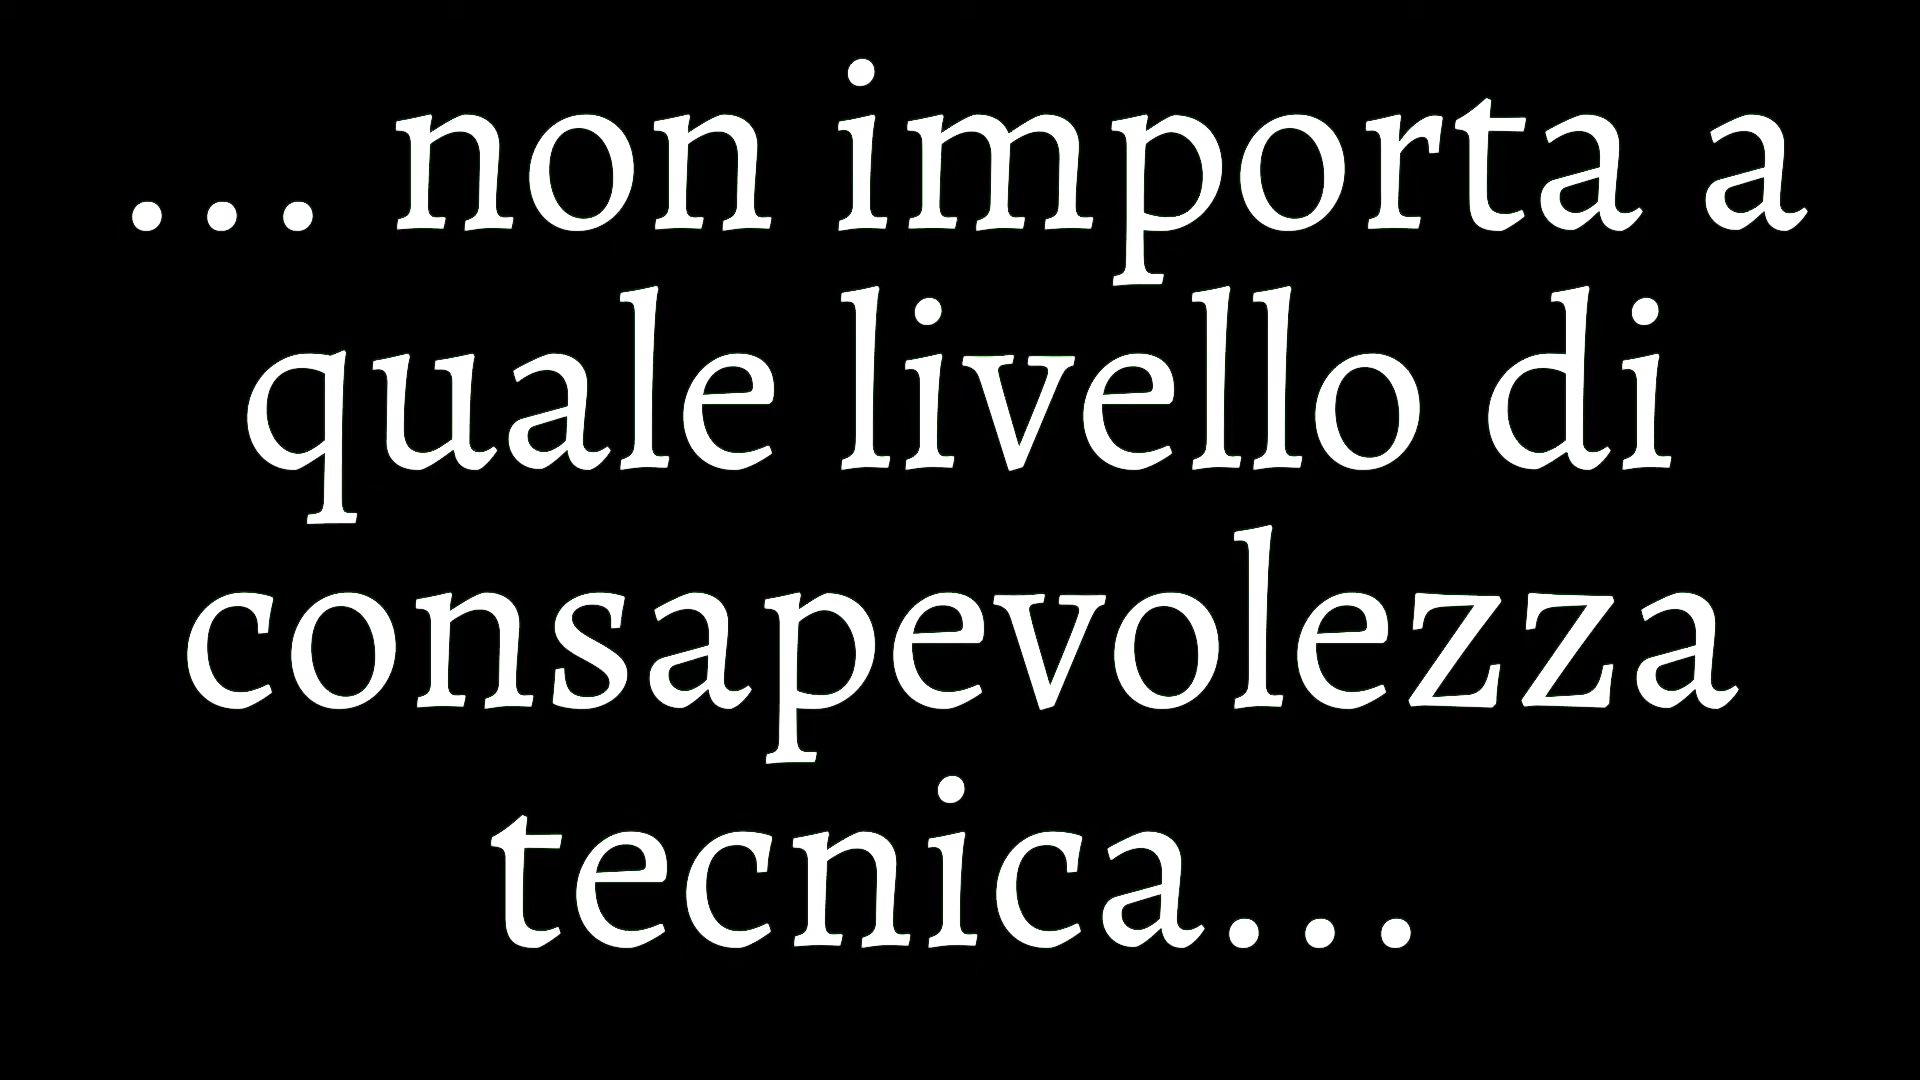 ... non importa a
quale livello di
consapevolezza
tecnica...